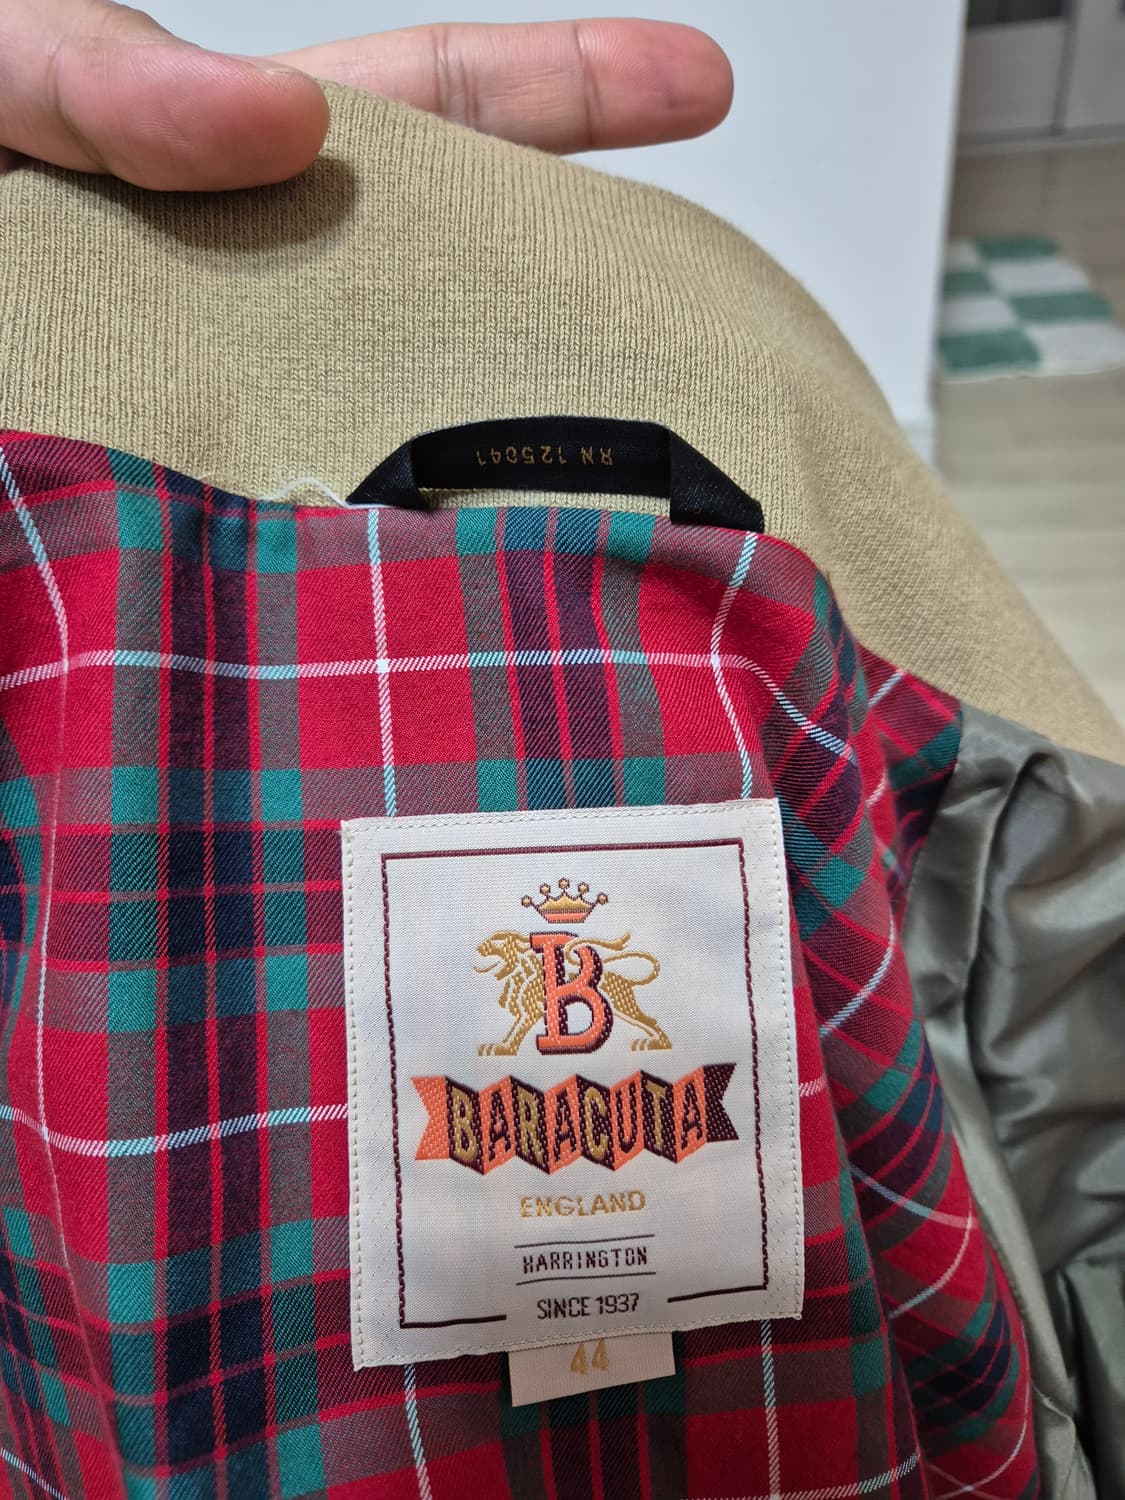 RN 125041
B
BARACUTA
ENGLAND
HARRINGTON
SINCE 1937
44